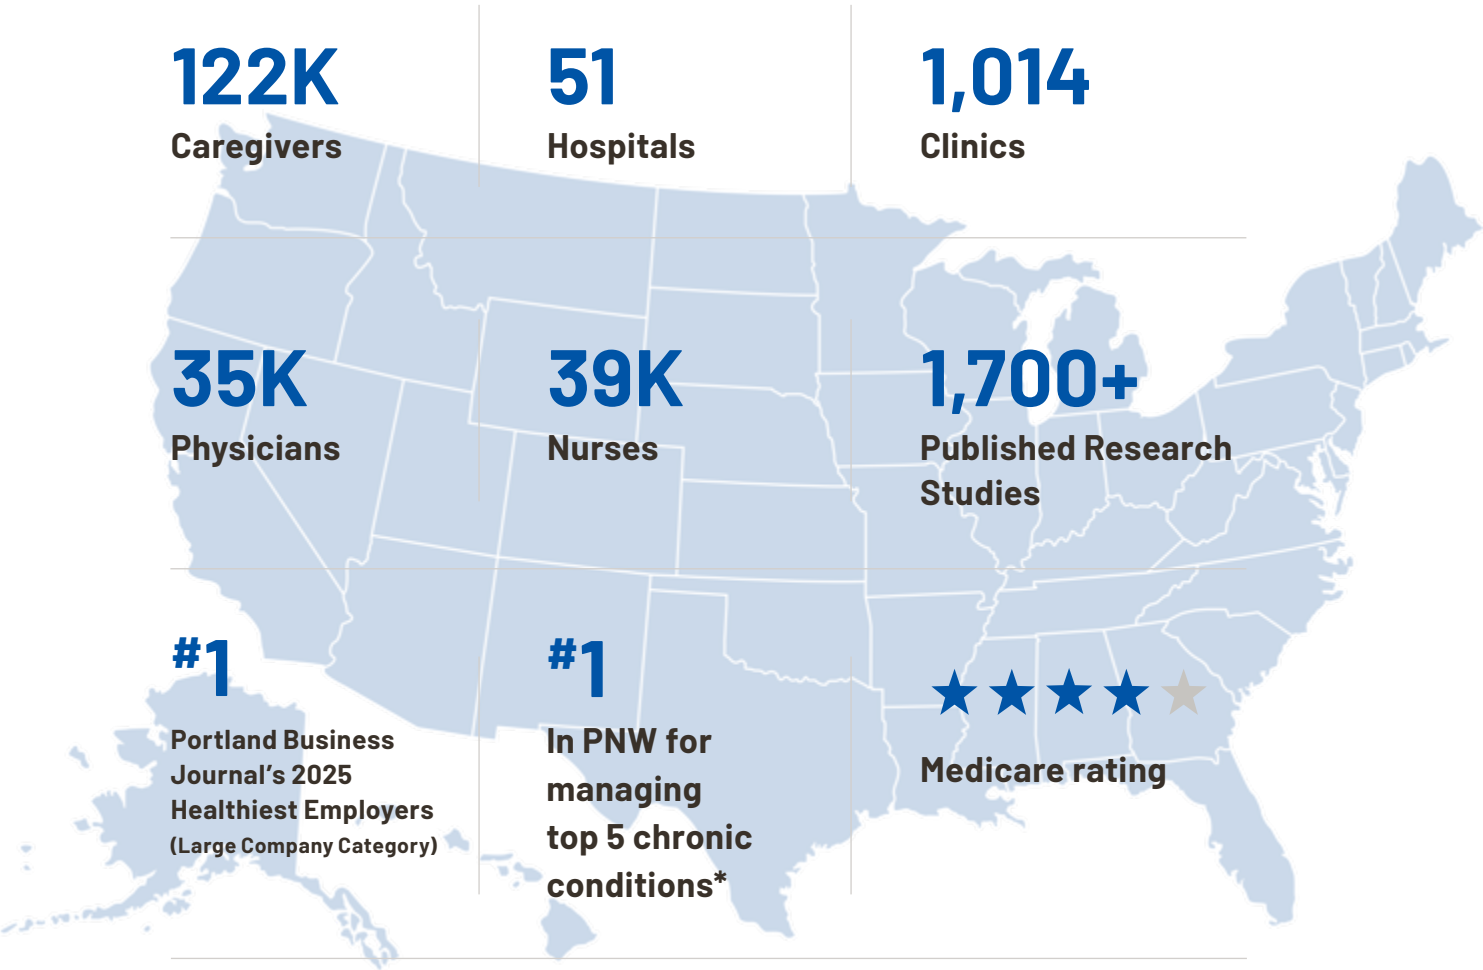 122K
Caregivers
51
Hospitals
1,014
Clinics
35K
Physicians
39K
Nurses
1,700+
Published Research
Studies
#1
Portland Business
Journal’s 2025
Healthiest Employers
(Large Company Category)
#1
In PNW for
managing
top 5 chronic
conditions*
Medicare rating